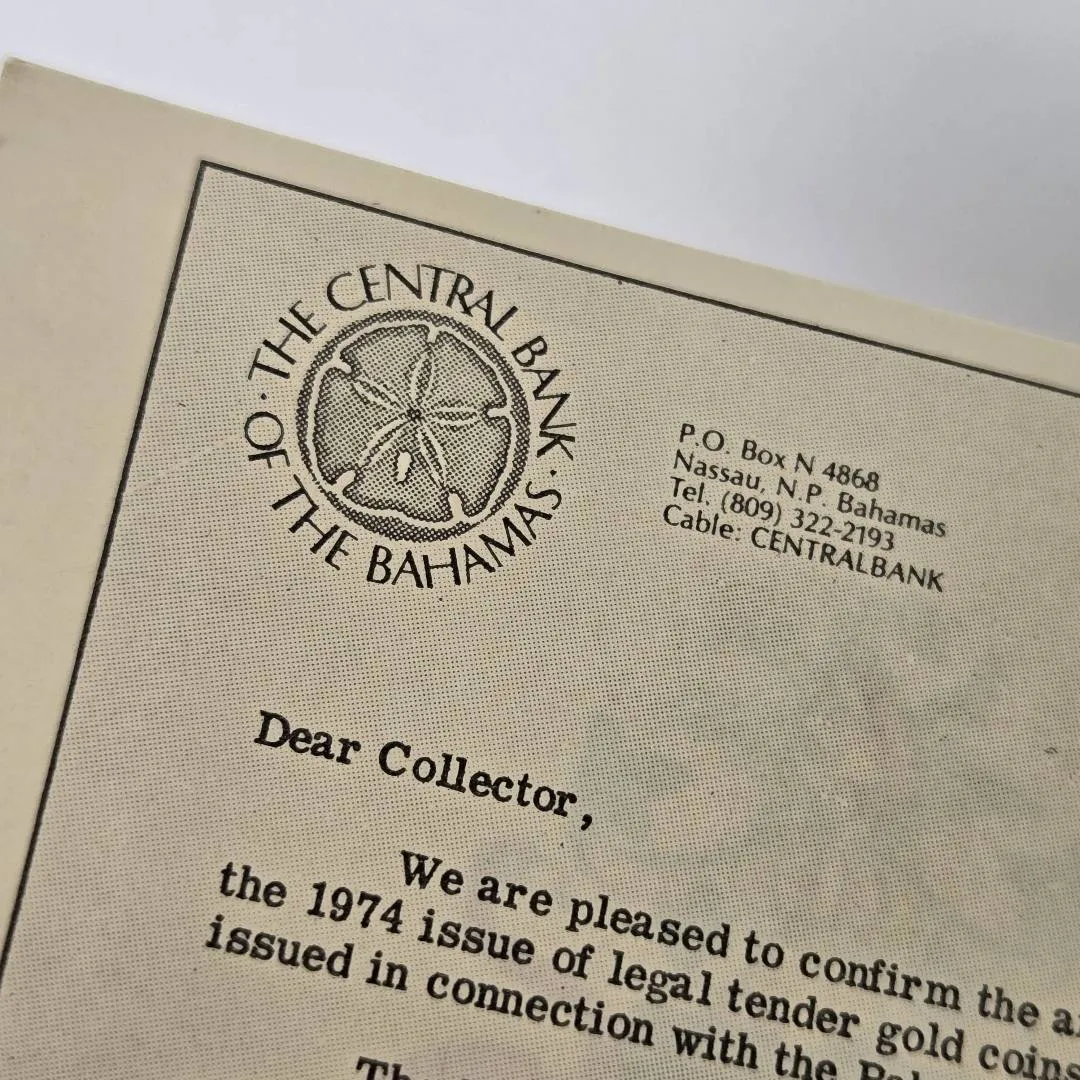 THE CENTRAL BANK · OF THE BAHAMAS ·
P.O. Box N 4868
Nassau, N.P. Bahamas
Tel. (809) 322-2193
Cable: CENTRALBANK
Dear Collector,
We are pleased to confirm the
the 1974 issue of legal tender gold coins
issued in connection with the